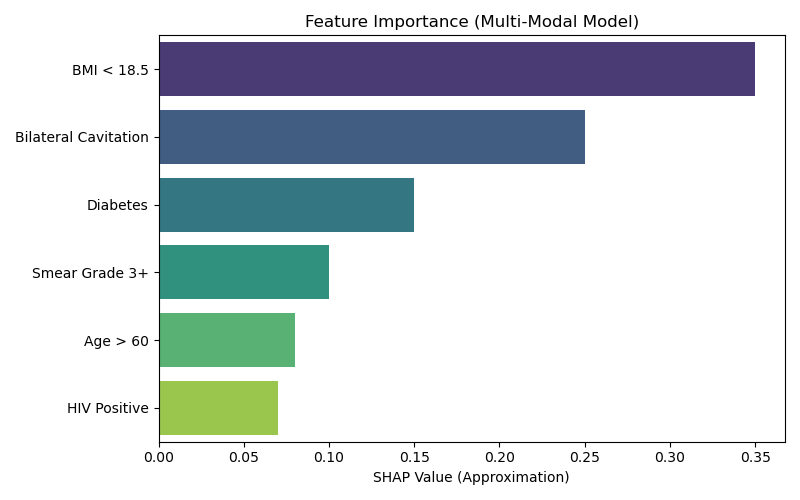 Feature Importance (Multi-Modal Model)
BMI < 18.5
Bilateral Cavitation
Diabetes
Smear Grade 3+
Age > 60
HIV Positive
0.00 0.05 0.10 0.15 0.20 0.25 0.30 0.35
SHAP Value (Approximation)